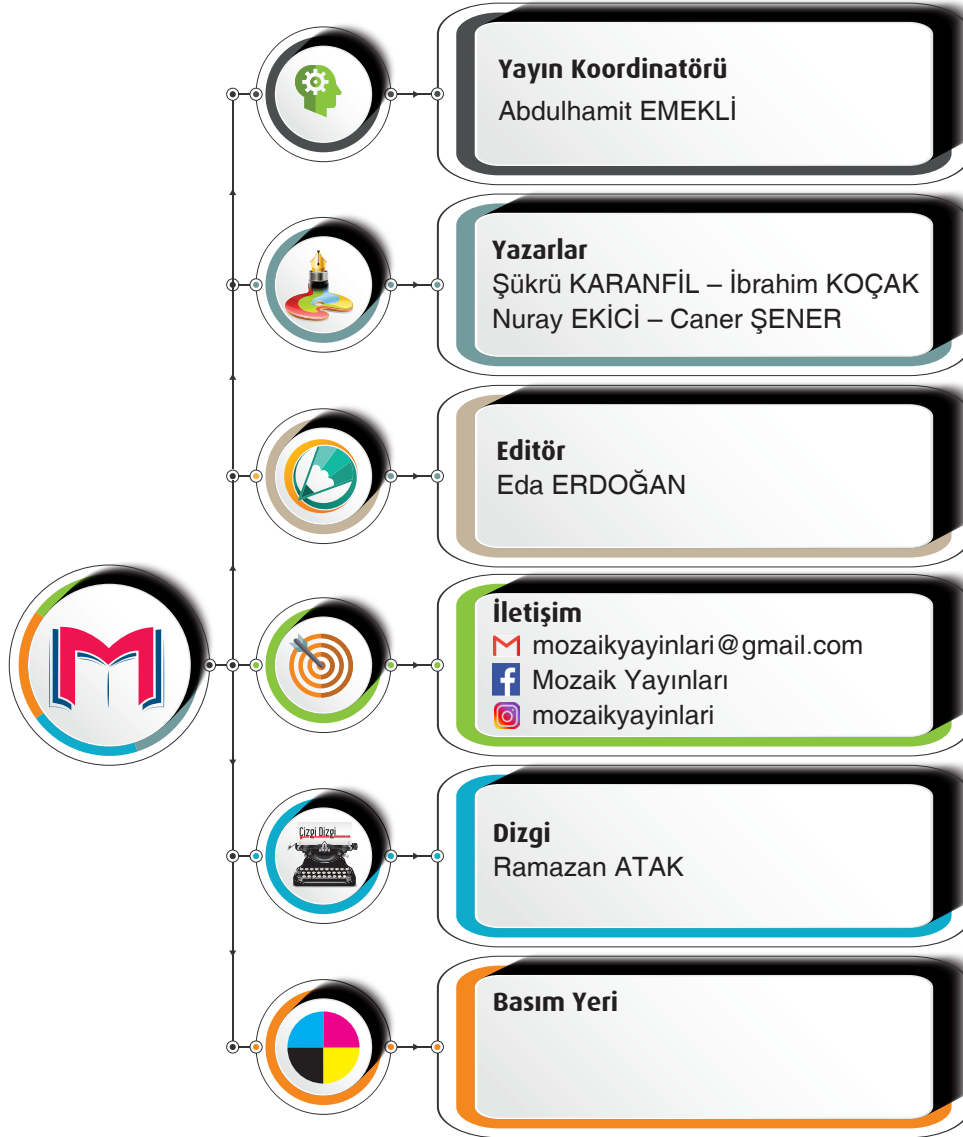 Yayın Koordinatörü
Abdulhamit EMEKLİ
Yazarlar
Şükrü KARANFİL – İbrahim KOÇAK
Nuray EKİCİ – Caner ŞENER
Editör
Eda ERDOĞAN
İletişim
mozaikyayinlari@gmail.com
Mozaik Yayınları
mozaikyayinlari
Çizgi Dizgi
Dizgi
Ramazan ATAK
Basım Yeri